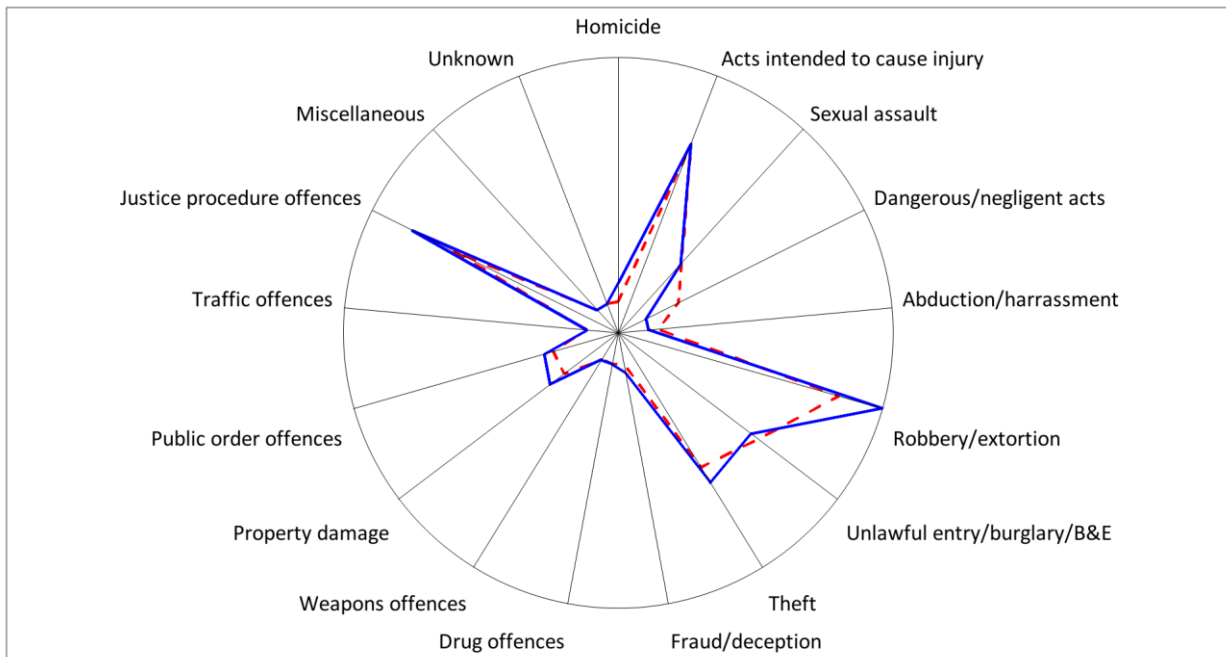 Homicide
Acts intended to cause injury
Sexual assault
Dangerous/negligent acts
Abduction/harrassment
Robbery/extortion
Unlawful entry/burglary/B&E
Theft
Fraud/deception
Drug offences
Weapons offences
Property damage
Public order offences
Traffic offences
Justice procedure offences
Miscellaneous
Unknown